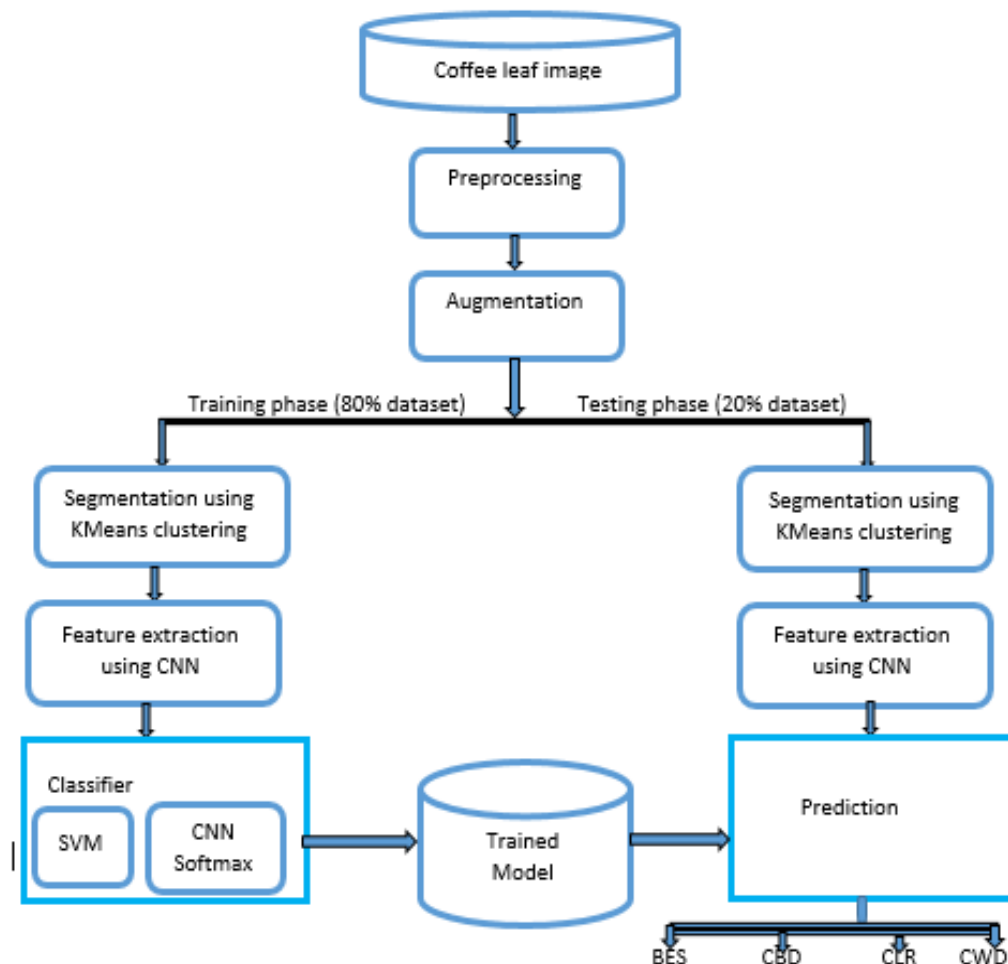 Coffee leaf image
Preprocessing
Augmentation
Training phase (80% dataset)
Testing phase (20% dataset)
Segmentation using
KMeans clustering
Feature extraction
using CNN
Classifier
SVM
CNN
Softmax
Trained
Model
Segmentation using
KMeans clustering
Feature extraction
using CNN
Prediction
BES
CBD
CLR
CWD